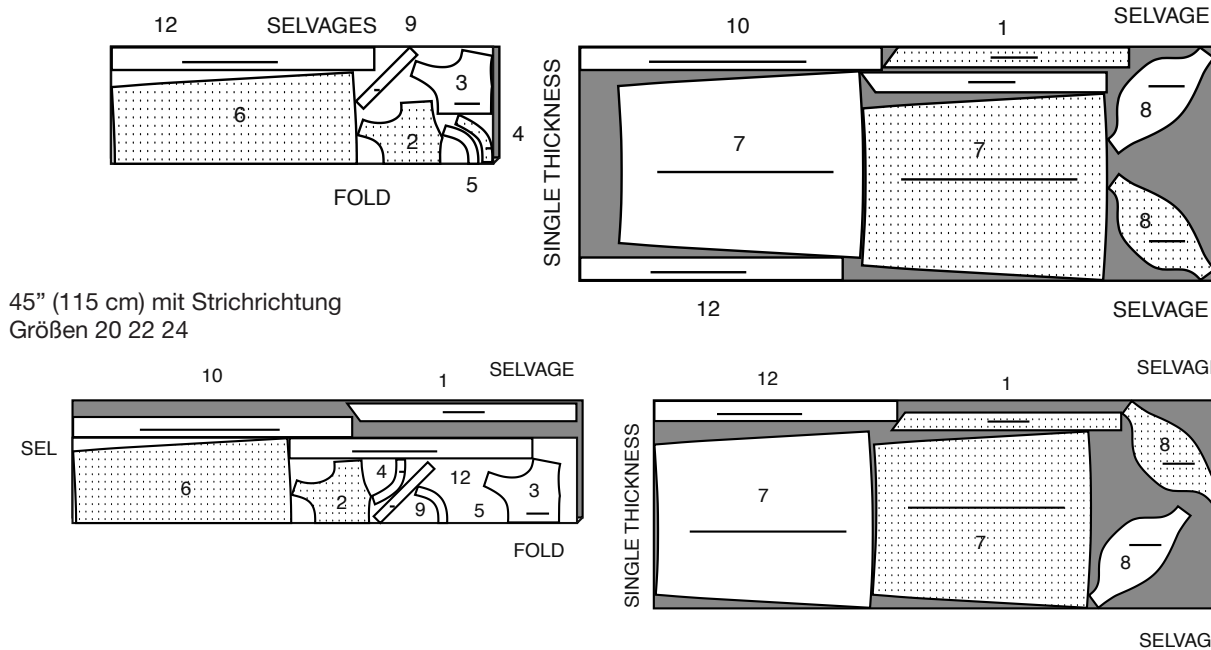 12 SELVAGES 9
3
6
2
4
5
FOLD
SELVAGE
10 1
SINGLE THICKNESS
7
7
8
8
12
SELVAGE
45” (115 cm) mit Strichrichtung
Größen 20 22 24
10 1 SELVAGE
SEL
6
2
4
12
9
5
3
FOLD
12 1
SINGLE THICKNESS
7
7
8
8